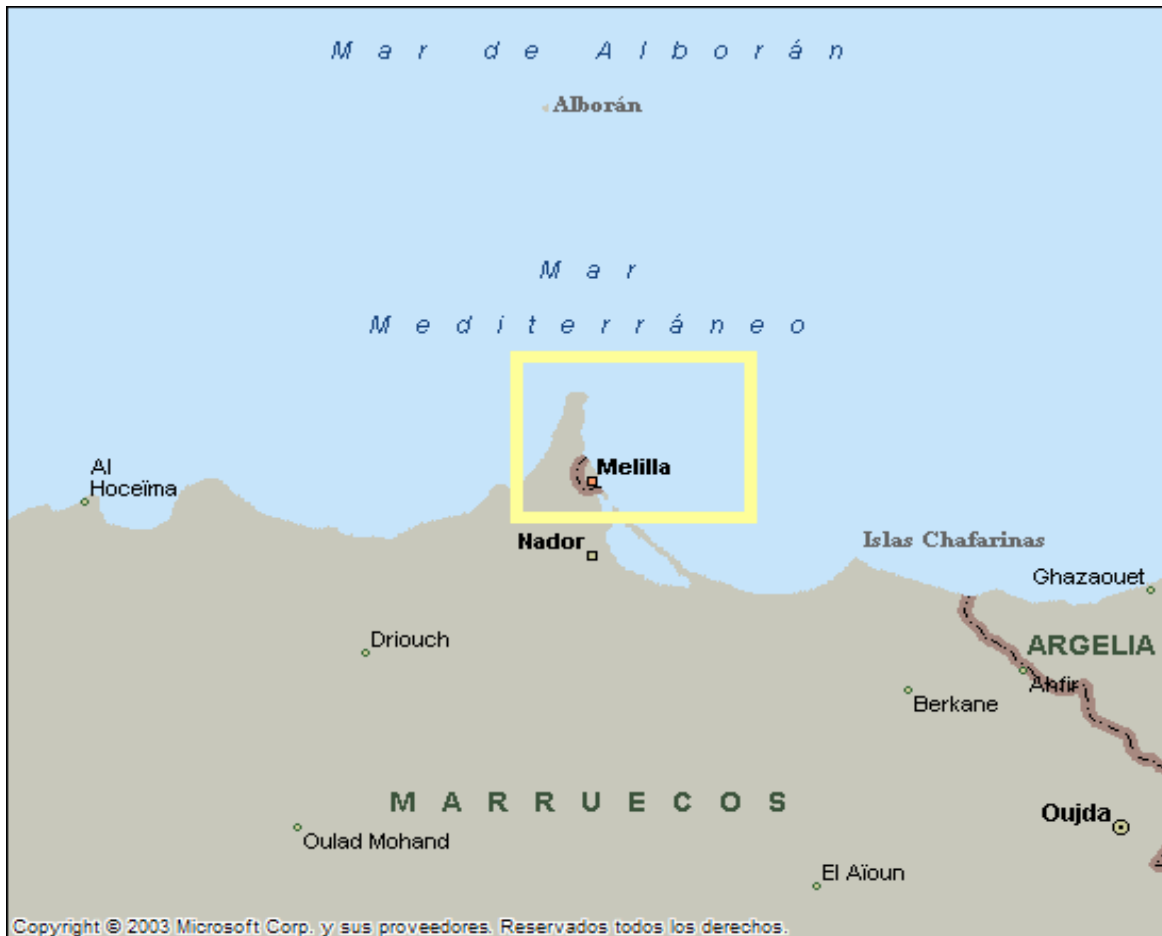 Mar de Alborán
Alborán
Mar
Mediterráneo
Melilla
Al
Hoceïma
Nador
Islas Chafarinas
Ghazaouet
Driouch
ARGELIA
Ahfir
Berkane
MARRUECOS
Oujda
Oulad Mohand
El Aïoun
Copyright © 2003 Microsoft Corp. y sus proveedores. Reservados todos los derechos.